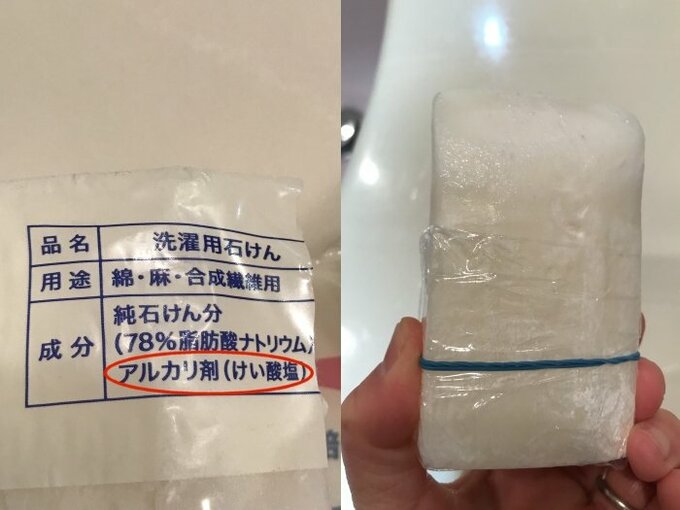 品名 洗濯用石けん
用途 綿・麻・合成繊維用
成分 純石けん分
(78%脂肪酸ナトリウム)
アルカリ剤(けい酸塩)